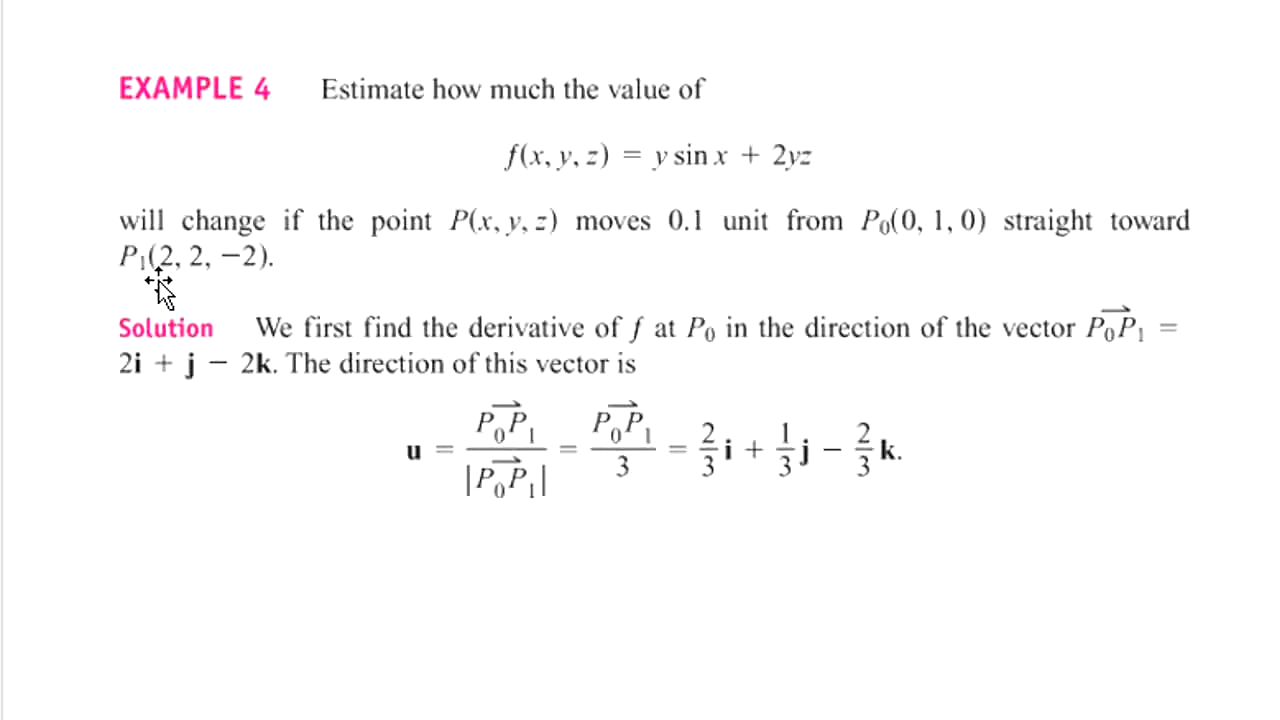 EXAMPLE 4 Estimate how much the value of
f(x, y, z) = y sin x + 2yz
will change if the point P(x, y, z) moves 0.1 unit from P₀(0, 1, 0) straight toward
P₁(2, 2, −2).
Solution We first find the derivative of f at P₀ in the direction of the vector P₀P₁⃗ =
2i + j − 2k. The direction of this vector is
u = P₀P₁⃗ / |P₀P₁⃗| = P₀P₁⃗ / 3 = 2/3 i + 1/3 j − 2/3 k.